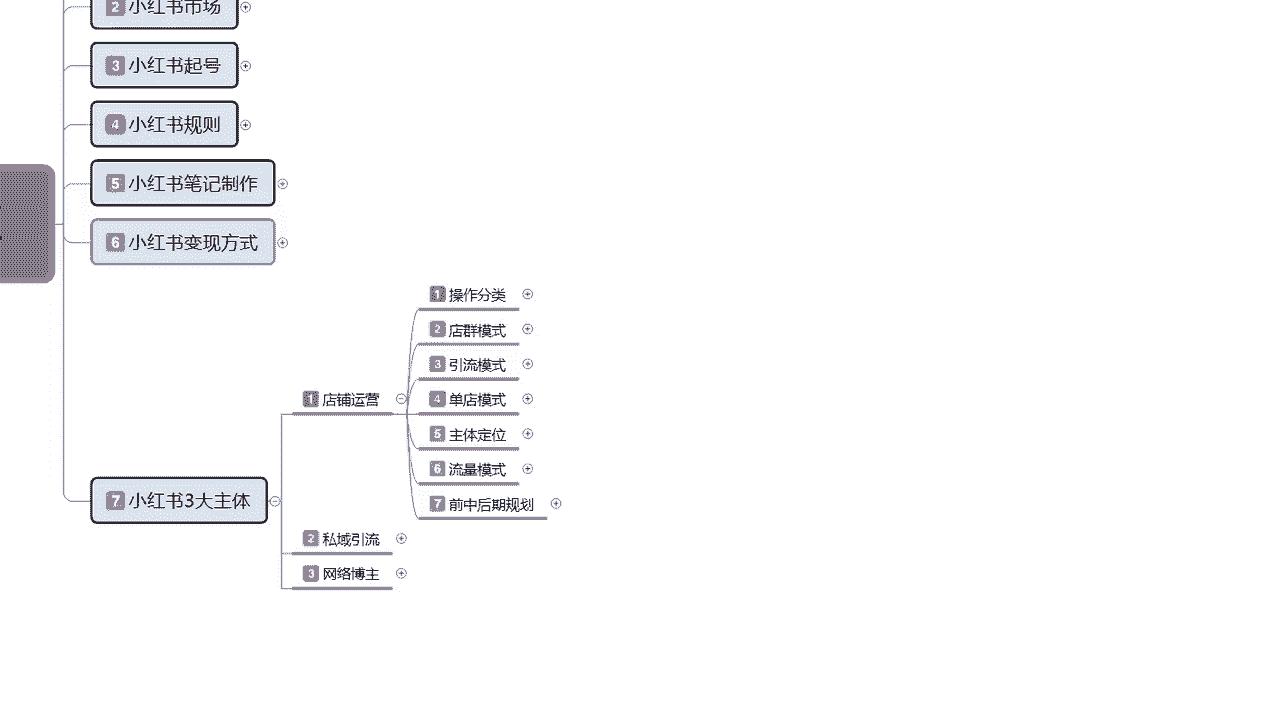 2 小红书市场
3 小红书起号
4 小红书规则
5 小红书笔记制作
6 小红书变现方式
7 小红书3大主体
1 店铺运营
1 操作分类
2 店群模式
3 引流模式
4 单店模式
5 主体定位
6 流量模式
7 前中后期规划
2 私域引流
3 网络博主